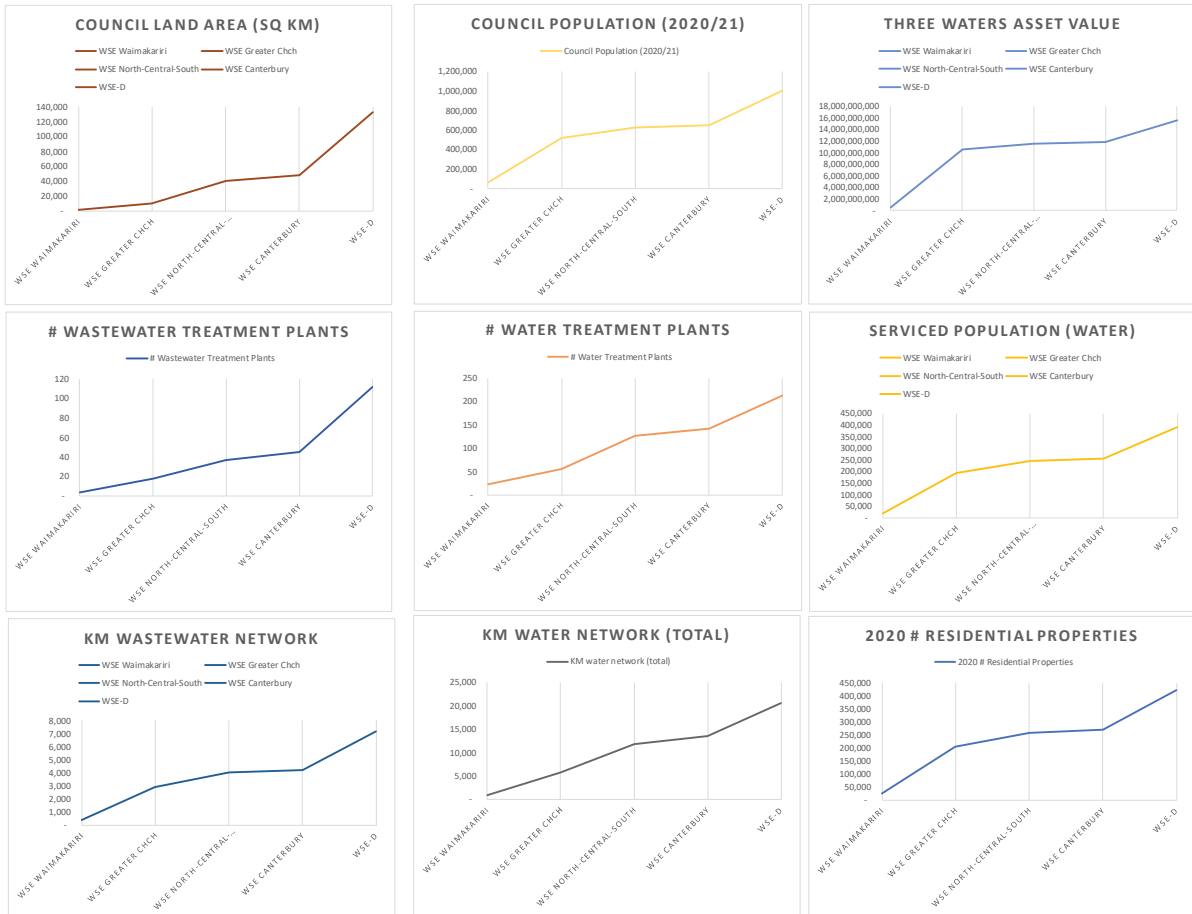 COUNCIL LAND AREA (SQ KM)
WSE Waimakariri
WSE Greater Chch
WSE North-Central-South
WSE Canterbury
WSE-D
140,000
120,000
100,000
80,000
60,000
40,000
20,000
-
WSE WAIMAKARIRI
WSE GREATER CHCH
WSE NORTH-CENTRAL-...
WSE CANTERBURY
WSE-D
COUNCIL POPULATION (2020/21)
Council Population (2020/21)
1,200,000
1,000,000
800,000
600,000
400,000
200,000
-
WSE WAIMAKARIRI
WSE GREATER CHCH
WSE NORTH-CENTRAL-SOUTH
WSE CANTERBURY
WSE-D
THREE WATERS ASSET VALUE
WSE Waimakariri
WSE Greater Chch
WSE North-Central-South
WSE Canterbury
WSE-D
18,000,000,000
16,000,000,000
14,000,000,000
12,000,000,000
10,000,000,000
8,000,000,000
6,000,000,000
4,000,000,000
2,000,000,000
-
WSE WAIMAKARIRI
WSE GREATER CHCH
WSE NORTH-CENTRAL-...
WSE CANTERBURY
WSE-D
# WASTEWATER TREATMENT PLANTS
# Wastewater Treatment Plants
120
100
80
60
40
20
-
WSE WAIMAKARIRI
WSE GREATER CHCH
WSE NORTH-CENTRAL-SOUTH
WSE CANTERBURY
WSE-D
# WATER TREATMENT PLANTS
# Water Treatment Plants
250
200
150
100
50
-
WSE WAIMAKARIRI
WSE GREATER CHCH
WSE NORTH-CENTRAL-SOUTH
WSE CANTERBURY
WSE-D
SERVICED POPULATION (WATER)
WSE Waimakariri
WSE Greater Chch
WSE North-Central-South
WSE Canterbury
WSE-D
450,000
400,000
350,000
300,000
250,000
200,000
150,000
100,000
50,000
-
WSE WAIMAKARIRI
WSE GREATER CHCH
WSE NORTH-CENTRAL-...
WSE CANTERBURY
WSE-D
KM WASTEWATER NETWORK
WSE Waimakariri
WSE Greater Chch
WSE North-Central-South
WSE Canterbury
WSE-D
8,000
7,000
6,000
5,000
4,000
3,000
2,000
1,000
-
WSE WAIMAKARIRI
WSE GREATER CHCH
WSE NORTH-CENTRAL-...
WSE CANTERBURY
WSE-D
KM WATER NETWORK (TOTAL)
KM water network (total)
25,000
20,000
15,000
10,000
5,000
-
WSE WAIMAKARIRI
WSE GREATER CHCH
WSE NORTH-CENTRAL-SOUTH
WSE CANTERBURY
WSE-D
2020 # RESIDENTIAL PROPERTIES
2020 # Residential Properties
450,000
400,000
350,000
300,000
250,000
200,000
150,000
100,000
50,000
-
WSE WAIMAKARIRI
WSE GREATER CHCH
WSE NORTH-CENTRAL-SOUTH
WSE CANTERBURY
WSE-D